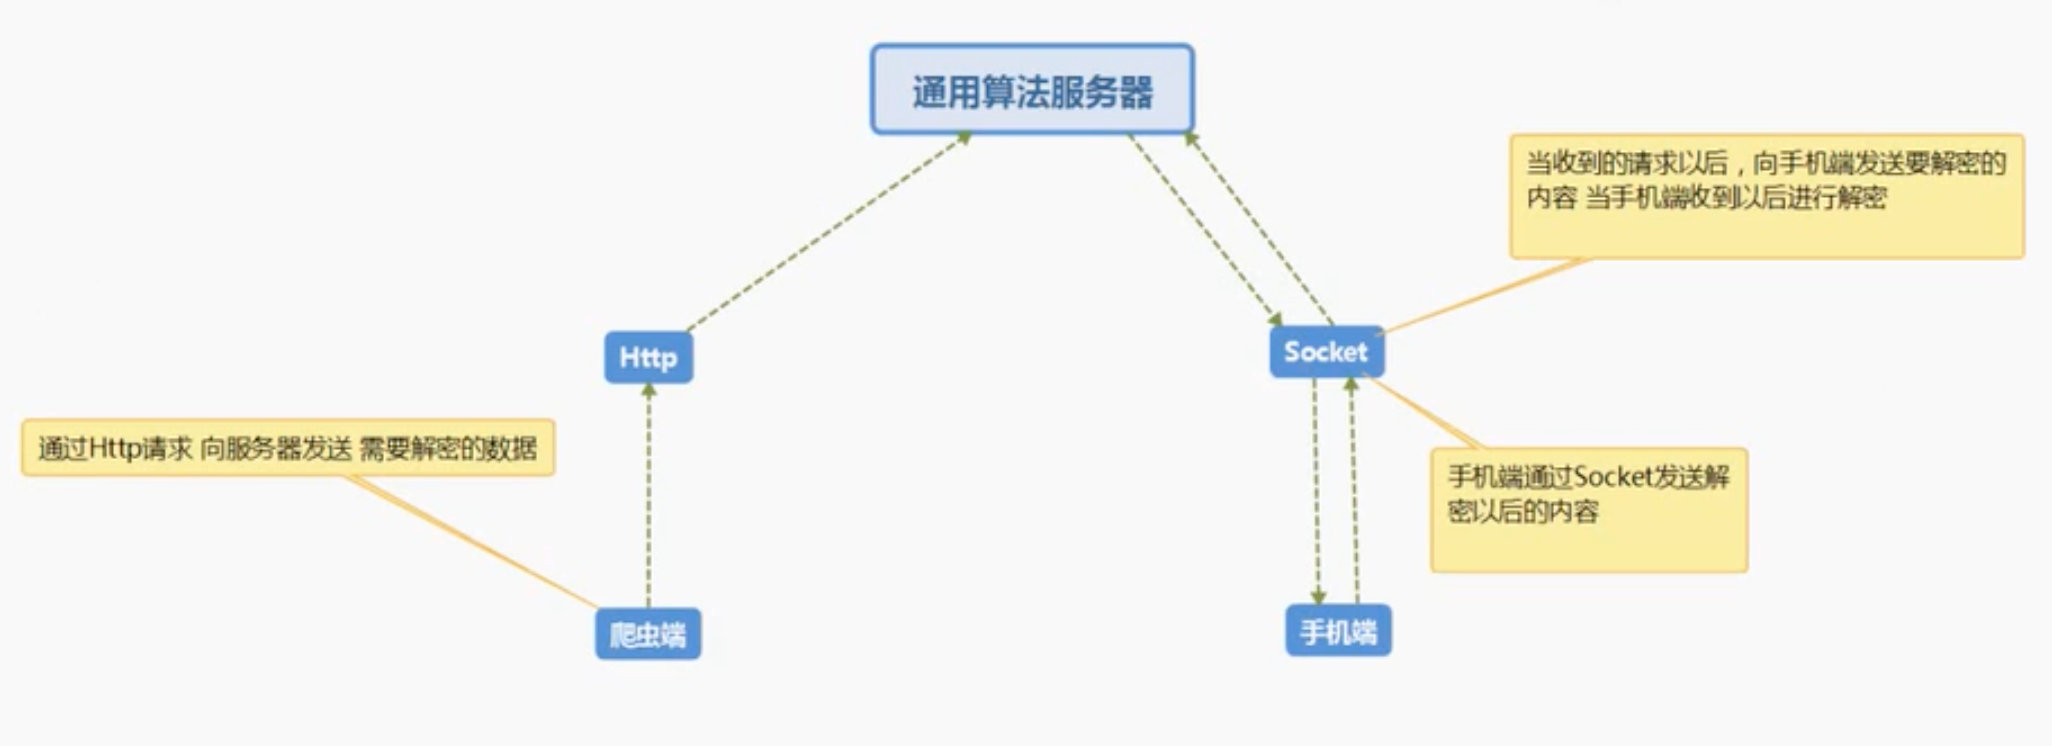 通用算法服务器
当收到的请求以后，向手机端发送要解密的
内容 当手机端收到以后进行解密
Http
Socket
通过Http请求 向服务器发送 需要解密的数据
手机端通过Socket发送解
密以后的内容
爬虫端
手机端